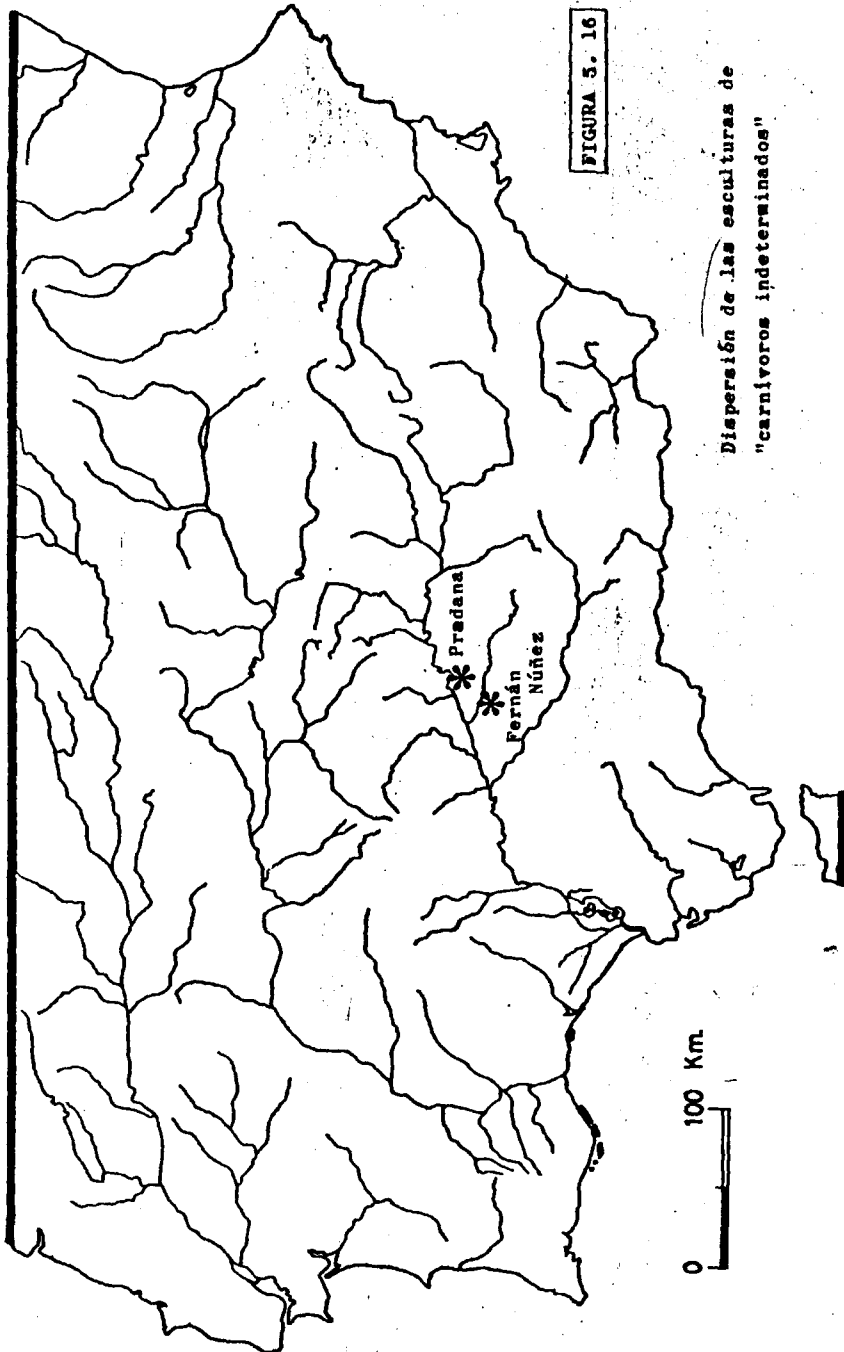 FIGURA 5. 16
Dispersión de las esculturas de
"carnívoros indeterminados"
Pradana
Fernán
Núñez
0 100 Km.